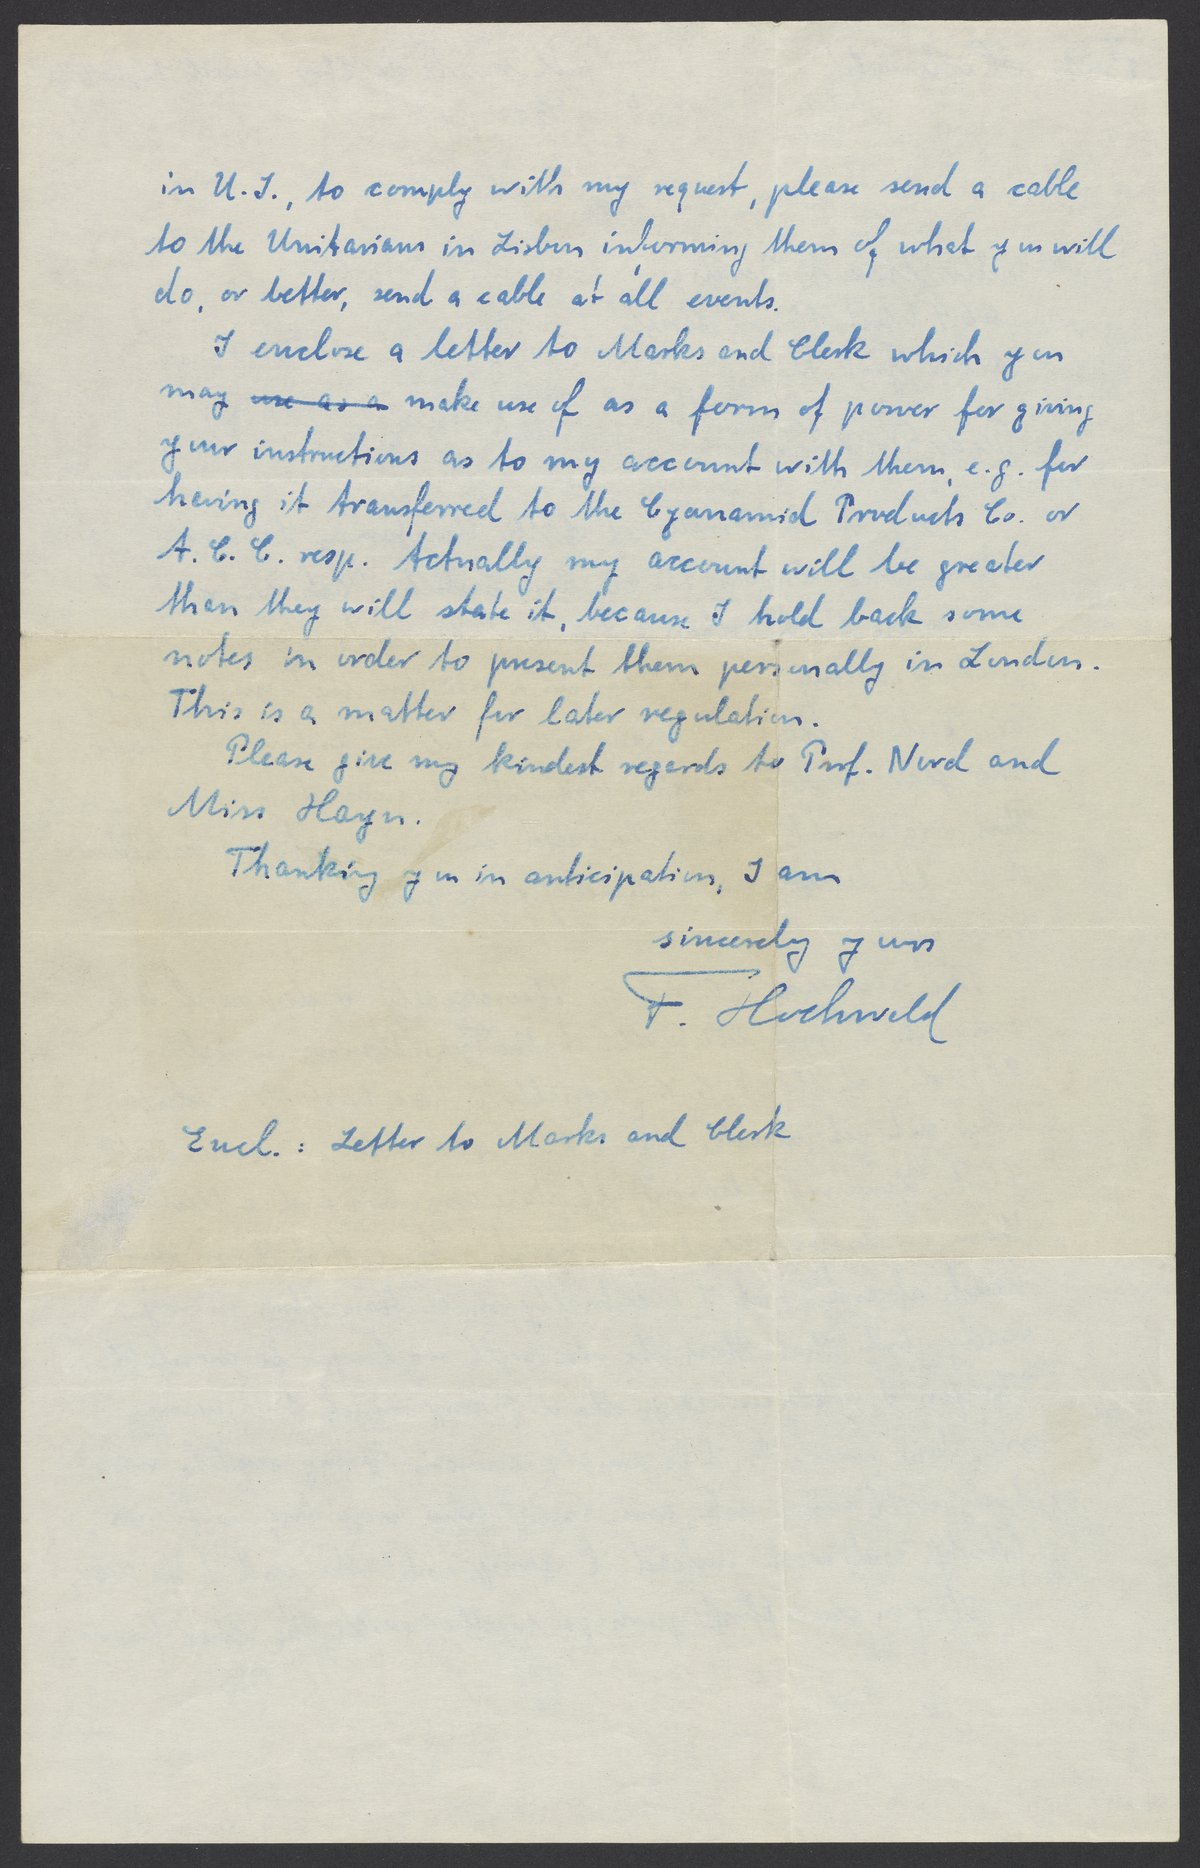 in U.S., to comply with my request, please send a cable
to the Unitarians in Lisbon informing them of what you will
do, or better, send a cable at all events.
I enclose a letter to Marks and Clerk which you
may use as a make use of as a form of power for giving
your instructions as to my account with them, e.g. for
having it transferred to the Cyanamid Products Co. or
A. C. C. resp. Actually my account will be greater
than they will state it, because I hold back some
notes in order to present them personally in London.
This is a matter for later regulation.
Please give my kindest regards to Prof. Nord and
Miss Hayn.
Thanking you in anticipation, I am
sincerely yours
F. Hochwald
Encl.: Letter to Marks and Clerk